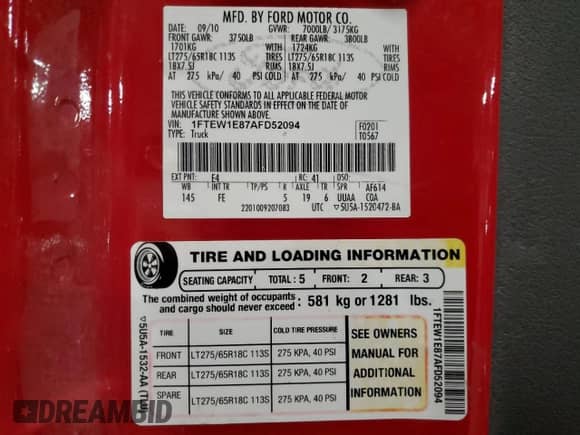 MFD. BY FORD MOTOR CO.
DATE: 09/10 GVWR: 7000LB/ 3175KG
FRONT GAWR: 3750LB REAR GAWR: 3800LB
1701KG WITH 1724KG WITH
LT275/65R18C 113S TIRES LT275/65R18C 113S TIRES
18X7.5J RIMS 18X7.5J RIMS
AT 275 kPa/ 40 PSI COLD AT 275 kPa/ 40 PSI COLD
THIS VEHICLE CONFORMS TO ALL APPLICABLE FEDERAL MOTOR
VEHICLE SAFETY STANDARDS IN EFFECT ON THE DATE OF
MANUFACTURE SHOWN ABOVE.
VIN: 1FTEW1E87AFD52094
TYPE: Truck
F0201
T0567
EXT PNT: E4 RC: 41 DSO:
WB INT TR TP/PS R AXLE TR SPR AF614
145 FE 5 19 6 UUAA COA
2201009207083 UTC ▽5U5A-1520472-BA
TIRE AND LOADING INFORMATION
SEATING CAPACITY TOTAL: 5 FRONT: 2 REAR: 3
The combined weight of occupants and cargo should never exceed : 581 kg or 1281 lbs.
TIRE SIZE COLD TIRE PRESSURE
FRONT LT275/65R18C 113S 275 KPA, 40 PSI
REAR LT275/65R18C 113S 275 KPA, 40 PSI
SPARE LT275/65R18C 113S 275 KPA, 40 PSI
SEE OWNERS
MANUAL FOR
ADDITIONAL
INFORMATION
▽5U5A-1532-AA (TW)
1FTEW1E87AFD52094
DREAMBID